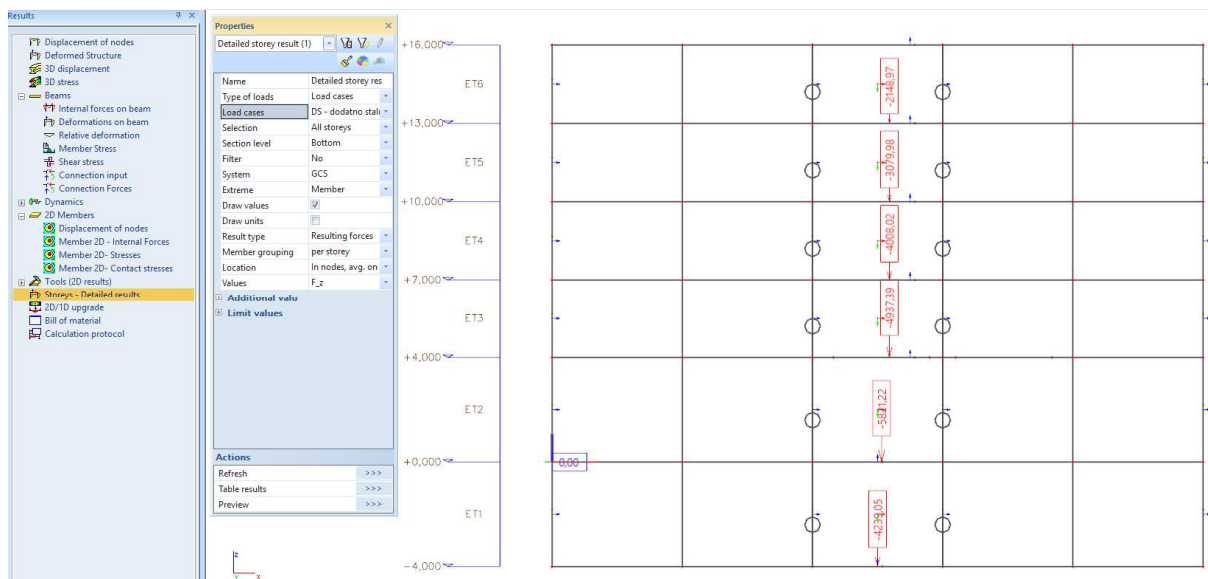 Results
Displacement of nodes
Deformed Structure
3D displacement
3D stress
Beams
Internal forces on beam
Deformations on beam
Relative deformation
Member Stress
Shear stress
Connection input
Connection Forces
Dynamics
2D Members
Displacement of nodes
Member 2D - Internal Forces
Member 2D- Stresses
Member 2D- Contact stresses
Tools (2D results)
Storeys - Detailed results
2D/1D upgrade
Bill of material
Calculation protocol
Properties
Detailed storey result (1)
Name Detailed storey res
Type of loads Load cases
Load cases DS - dodatno stal
Selection All storeys
Section level Bottom
Filter No
System GCS
Extreme Member
Draw values
Draw units
Result type Resulting forces
Member grouping per storey
Location In nodes, avg. on
Values F_z
Additional valu
Limit values
Actions
Refresh >>>
Table results >>>
Preview >>>
+16,000
ET6
-2148,97
+13,000
ET5
-3079,98
+10,000
ET4
-4008,02
+7,000
ET3
-4937,39
+4,000
ET2
-5821,22
+0,000
0,00
ET1
-4239,05
-4,000
z
Y x